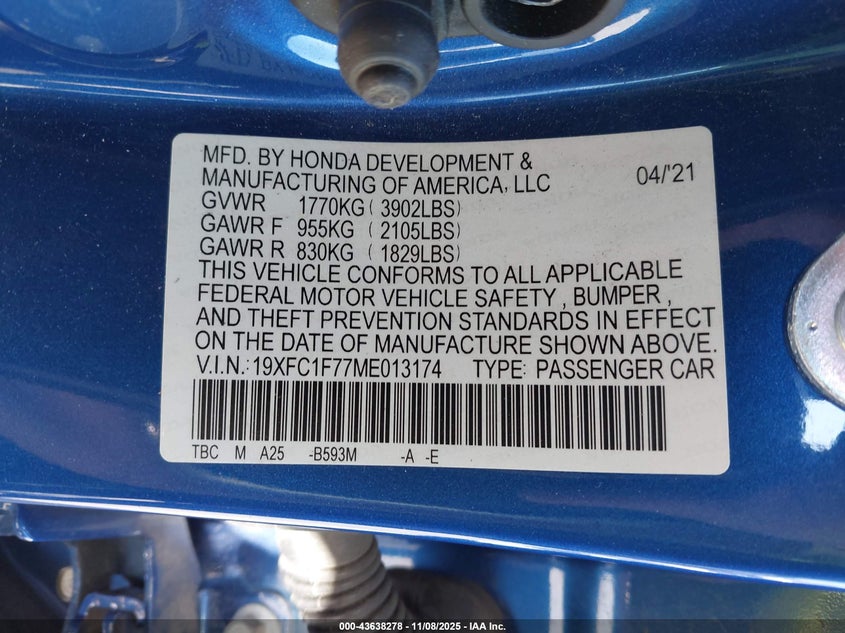 MFD. BY HONDA DEVELOPMENT &
MANUFACTURING OF AMERICA, LLC 04/'21
GVWR 1770KG ( 3902LBS)
GAWR F 955KG ( 2105LBS)
GAWR R 830KG ( 1829LBS)
THIS VEHICLE CONFORMS TO ALL APPLICABLE
FEDERAL MOTOR VEHICLE SAFETY , BUMPER ,
AND THEFT PREVENTION STANDARDS IN EFFECT
ON THE DATE OF MANUFACTURE SHOWN ABOVE.
V.I.N.:19XFC1F77ME013174 TYPE: PASSENGER CAR
TBC M A25 -B593M -A -E
000-43638278 - 11/08/2025 - IAA Inc.